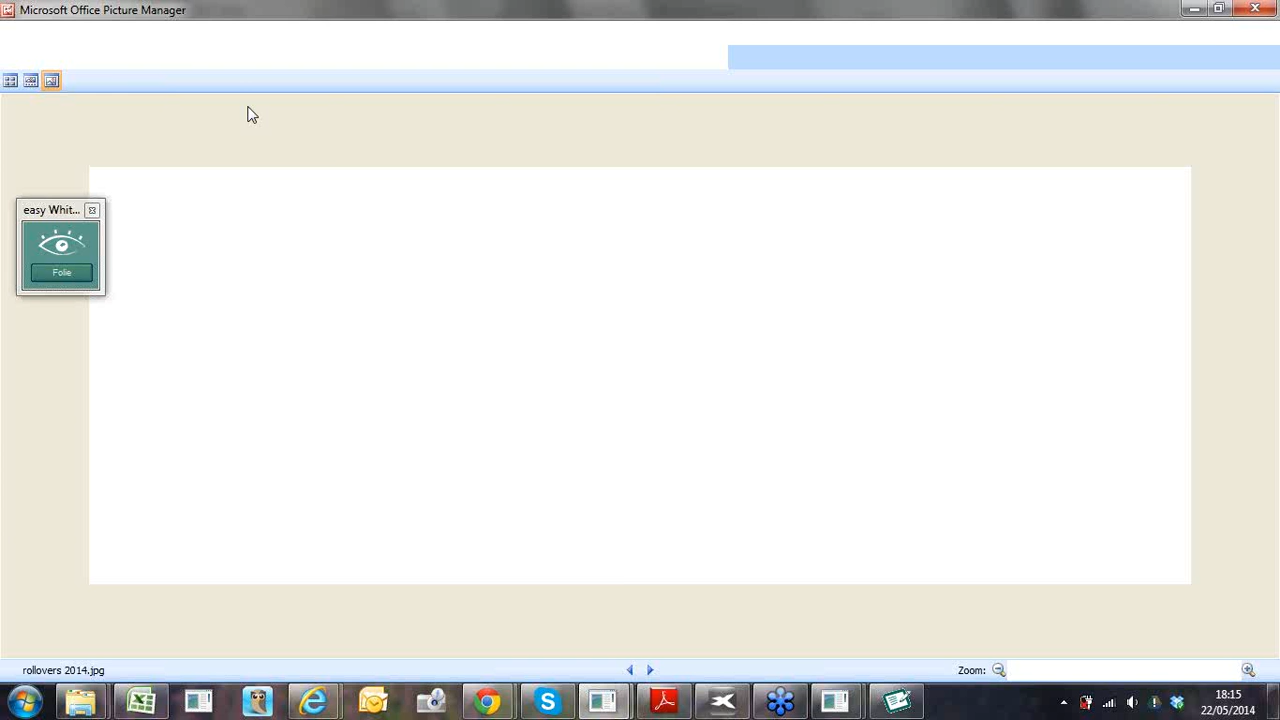 Microsoft Office Picture Manager
easy Whit...
Folie
rollovers 2014.jpg
Zoom:
18:15
22/05/2014